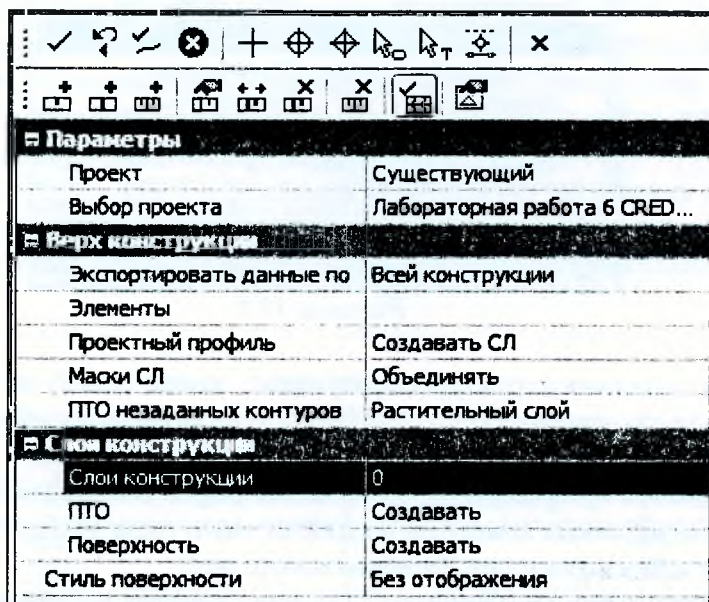 Параметры
Проект Существующий
Выбор проекта Лабораторная работа 6 CRED...
Верх конструкции
Экспортировать данные по Всей конструкции
Элементы
Проектный профиль Создавать СЛ
Маски СЛ Объединять
ПТО незаданных контуров Растительный слой
Слои конструкции
Слои конструкции 0
ПТО Создавать
Поверхность Создавать
Стиль поверхности Без отображения